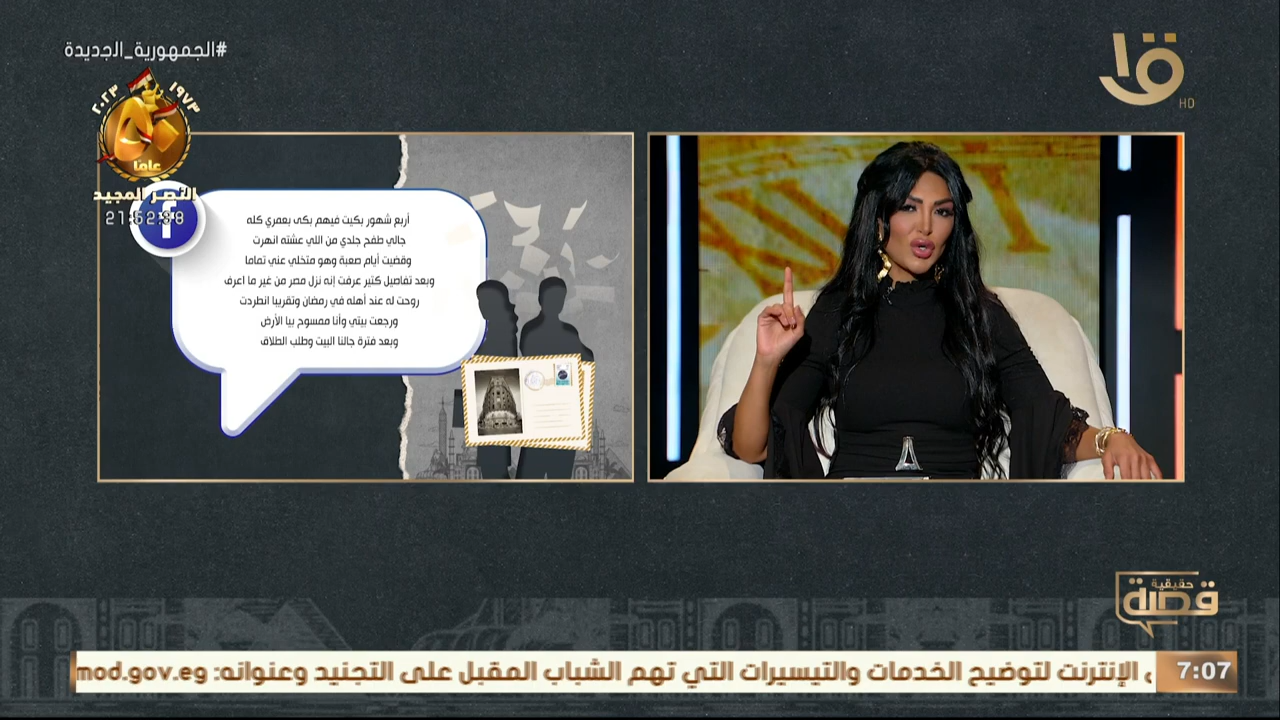 #الجمهورية_الجديدة
HD
١٩٧٣
٢٠٢٣
٥٠
عاما
النصر المجيد
21:52:38
أربع شهور بكيت فيهم بكى بعمري كله
جالي طفح جلدي من اللي عشته انهرت
وقضيت أيام صعبة وهو متخلي عني تماما
وبعد تفاصيل كتير عرفت إنه نزل مصر من غير ما اعرف
روحت له عند أهله في رمضان وتقريبا انطردت
ورجعت بيتي وأنا ممسوح بيا الأرض
وبعد فترة جالنا البيت وطلب الطلاق
قصة
حقيقية
الإنترنت لتوضيح الخدمات والتيسيرات التي تهم الشباب المقبل على التجنيد وعنوانه: mod.gov.eg
7:07